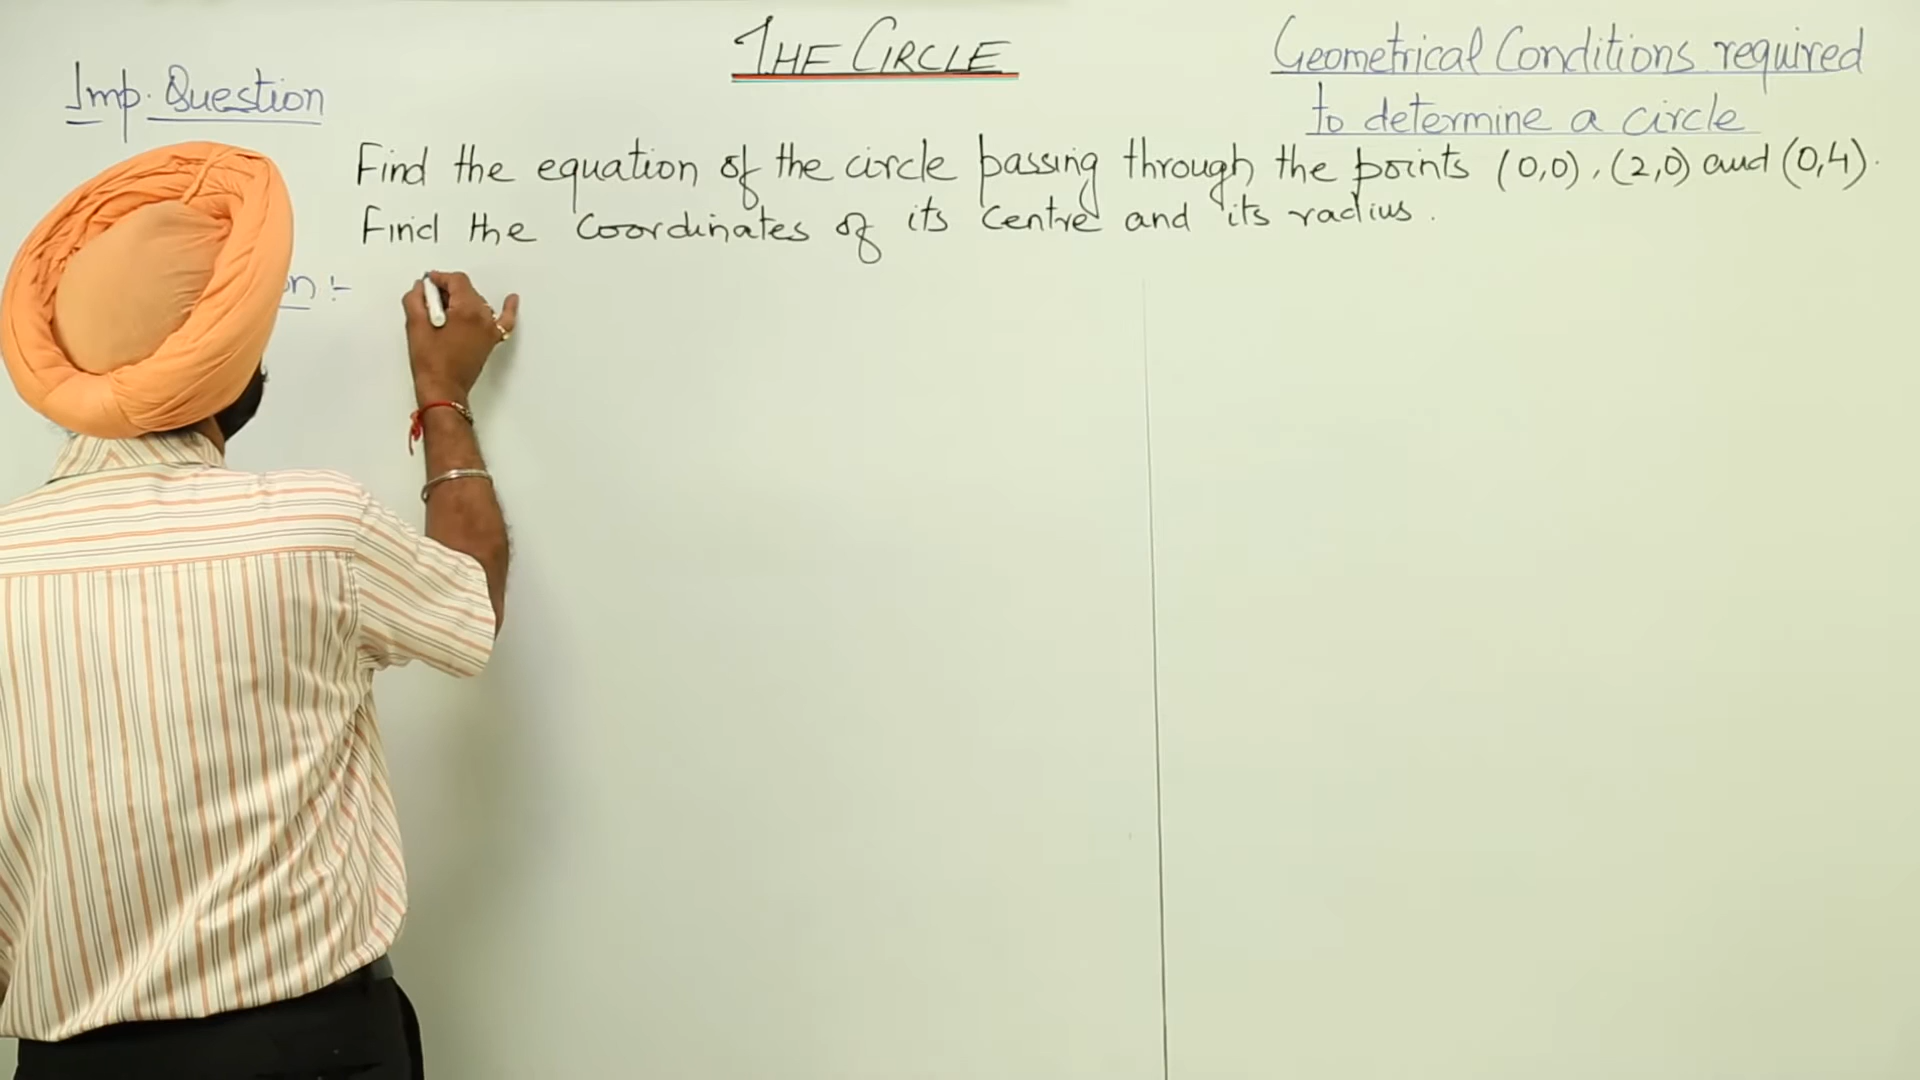 THE CIRCLE
Geometrical Conditions required
to determine a circle
Imp. Question
Find the equation of the circle passing through the points (0,0), (2,0) and (0,4).
Find the coordinates of its centre and its radius.
on :-